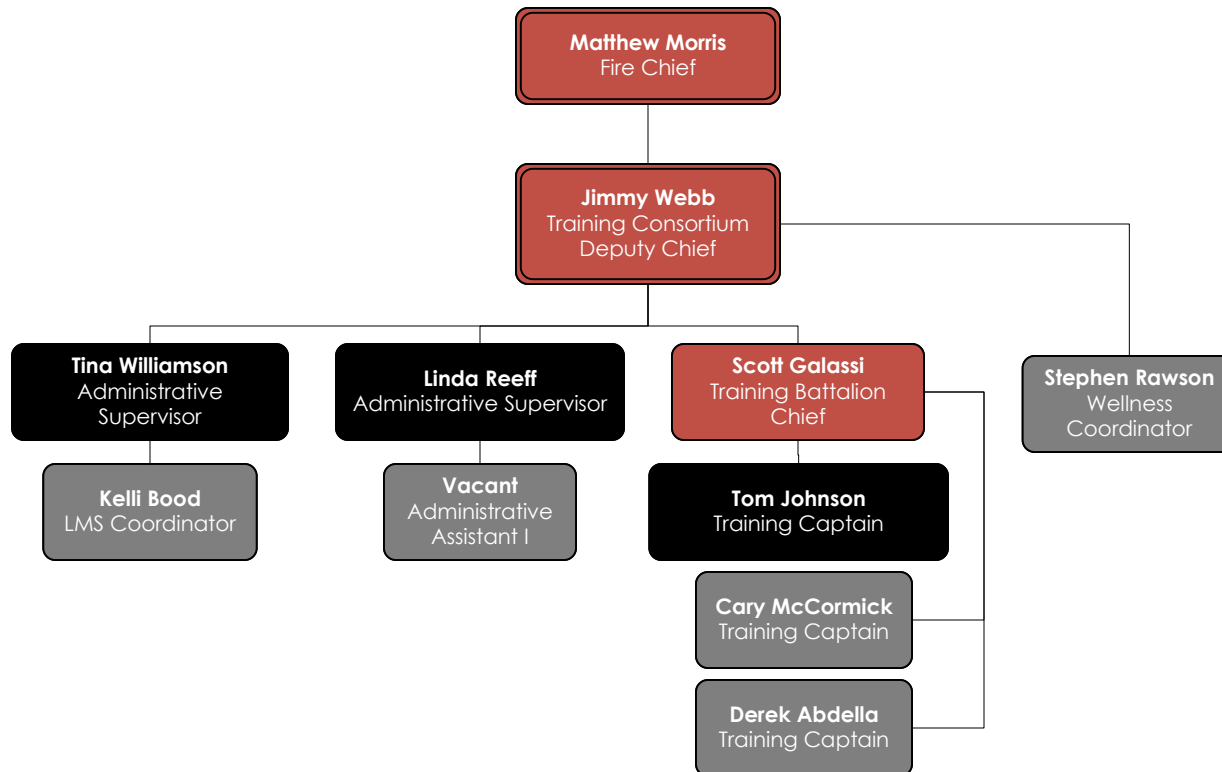 Matthew Morris
Fire Chief
Jimmy Webb
Training Consortium
Deputy Chief
Tina Williamson
Administrative
Supervisor
Linda Reeff
Administrative Supervisor
Scott Galassi
Training Battalion
Chief
Stephen Rawson
Wellness
Coordinator
Kelli Bood
LMS Coordinator
Vacant
Administrative
Assistant I
Tom Johnson
Training Captain
Cary McCormick
Training Captain
Derek Abdella
Training Captain